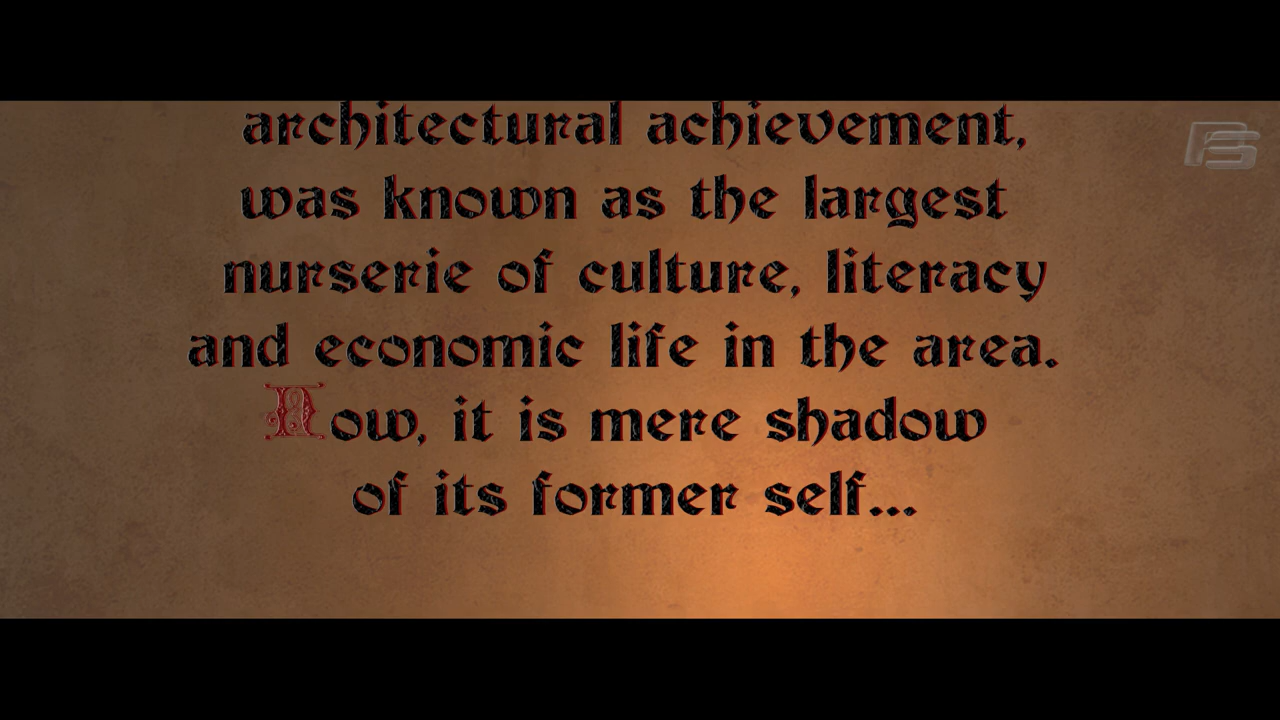 architectural achievement,
was known as the largest
nurserie of culture, literacy
and economic life in the area.
Now, it is mere shadow
of its former self...
PS